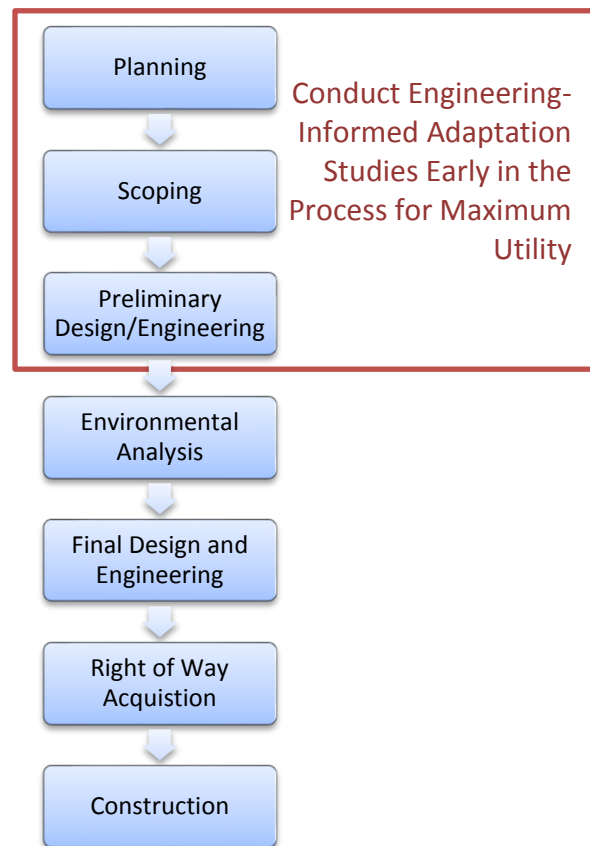 Planning
Conduct Engineering-
Informed Adaptation
Studies Early in the
Process for Maximum
Utility
Scoping
Preliminary
Design/Engineering
Environmental
Analysis
Final Design and
Engineering
Right of Way
Acquistion
Construction